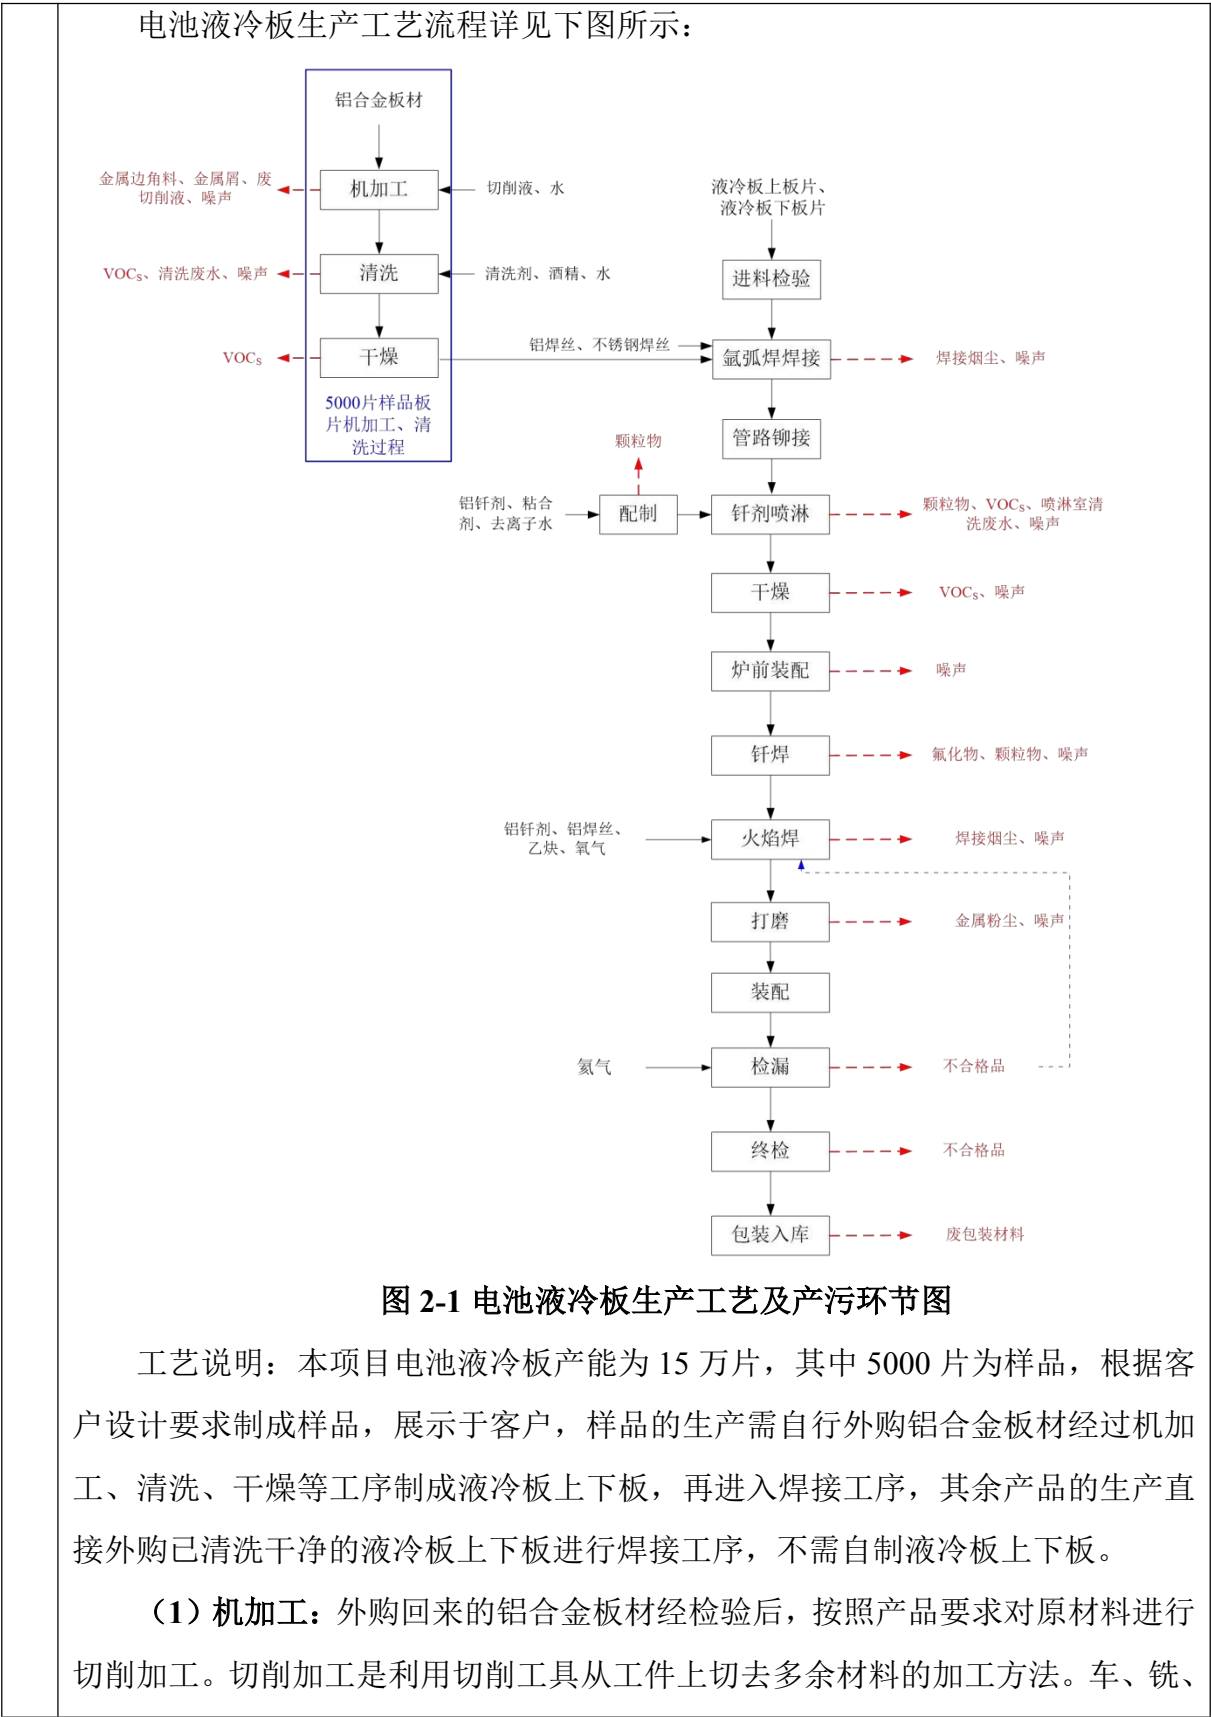 电池液冷板生产工艺流程详见下图所示：
铝合金板材
金属边角料、金属屑、废
切削液、噪声
机加工
切削液、水
液冷板上板片、
液冷板下板片
VOCs、清洗废水、噪声
清洗
清洗剂、酒精、水
进料检验
VOCs
干燥
铝焊丝、不锈钢焊丝
氩弧焊焊接
焊接烟尘、噪声
5000片样品板
片机加工、清
洗过程
管路铆接
颗粒物
铝钎剂、粘合
剂、去离子水
配制
钎剂喷淋
颗粒物、VOCs、喷淋室清
洗废水、噪声
干燥
VOCs、噪声
炉前装配
噪声
钎焊
氟化物、颗粒物、噪声
铝钎剂、铝焊丝、
乙炔、氧气
火焰焊
焊接烟尘、噪声
打磨
金属粉尘、噪声
装配
氦气
检漏
不合格品
终检
不合格品
包装入库
废包装材料
图 2-1 电池液冷板生产工艺及产污环节图
工艺说明：本项目电池液冷板产能为 15 万片，其中 5000 片为样品，根据客
户设计要求制成样品，展示于客户，样品的生产需自行外购铝合金板材经过机加
工、清洗、干燥等工序制成液冷板上下板，再进入焊接工序，其余产品的生产直
接外购已清洗干净的液冷板上下板进行焊接工序，不需自制液冷板上下板。
（1）机加工：外购回来的铝合金板材经检验后，按照产品要求对原材料进行
切削加工。切削加工是利用切削工具从工件上切去多余材料的加工方法。车、铣、